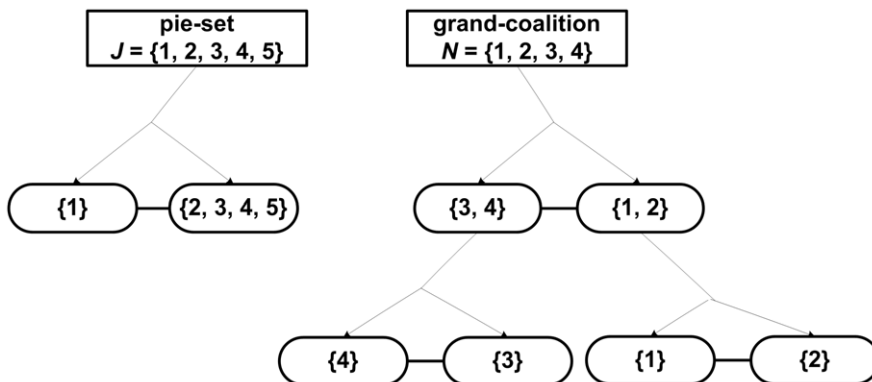 pie-set
J = {1, 2, 3, 4, 5}
grand-coalition
N = {1, 2, 3, 4}
{1}
{2, 3, 4, 5}
{3, 4}
{1, 2}
{4}
{3}
{1}
{2}